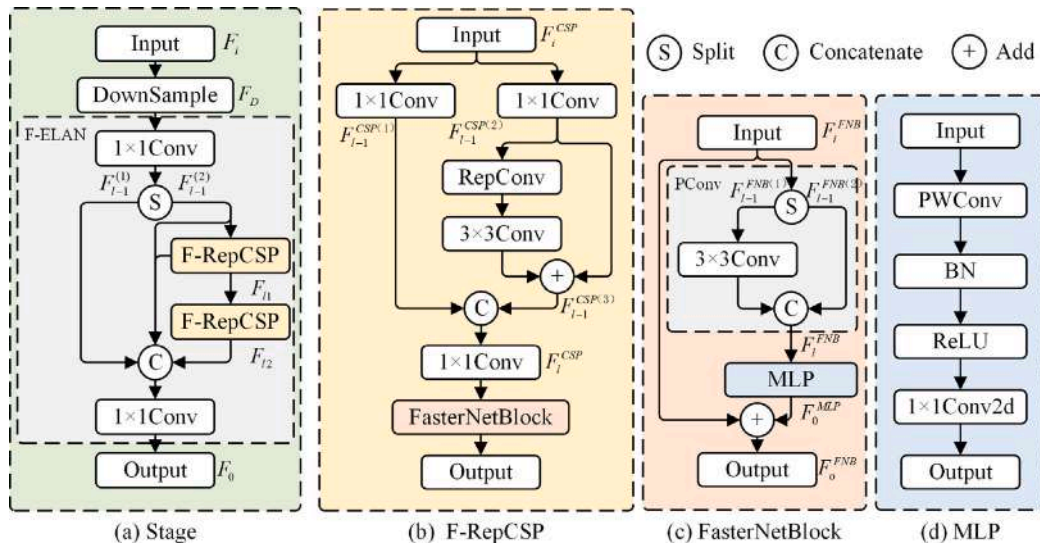 Input
F_i
DownSample
F_D
F-ELAN
1×1Conv
F_{l-1}^{(1)} F_{l-1}^{(2)}
S
F-RepCSP
F_{l1}
F-RepCSP
F_{l2}
C
1×1Conv
Output
F_0
(a) Stage
Input
F_i^{CSP}
1×1Conv
1×1Conv
F_{l-1}^{CSP(1)}
F_{l-1}^{CSP(2)}
RepConv
3×3Conv
+
F_{l-1}^{CSP(3)}
C
1×1Conv
F_l^{CSP}
FasterNetBlock
Output
(b) F-RepCSP
S Split
C Concatenate
+ Add
Input
F_l^{FNB}
PConv
F_{l-1}^{FNB(1)}
F_{l-1}^{FNB(2)}
S
3×3Conv
C
F_l^{FNB}
MLP
F_0^{MLP}
+
Output
F_o^{FNB}
(c) FasterNetBlock
Input
PWConv
BN
ReLU
1×1Conv2d
Output
(d) MLP